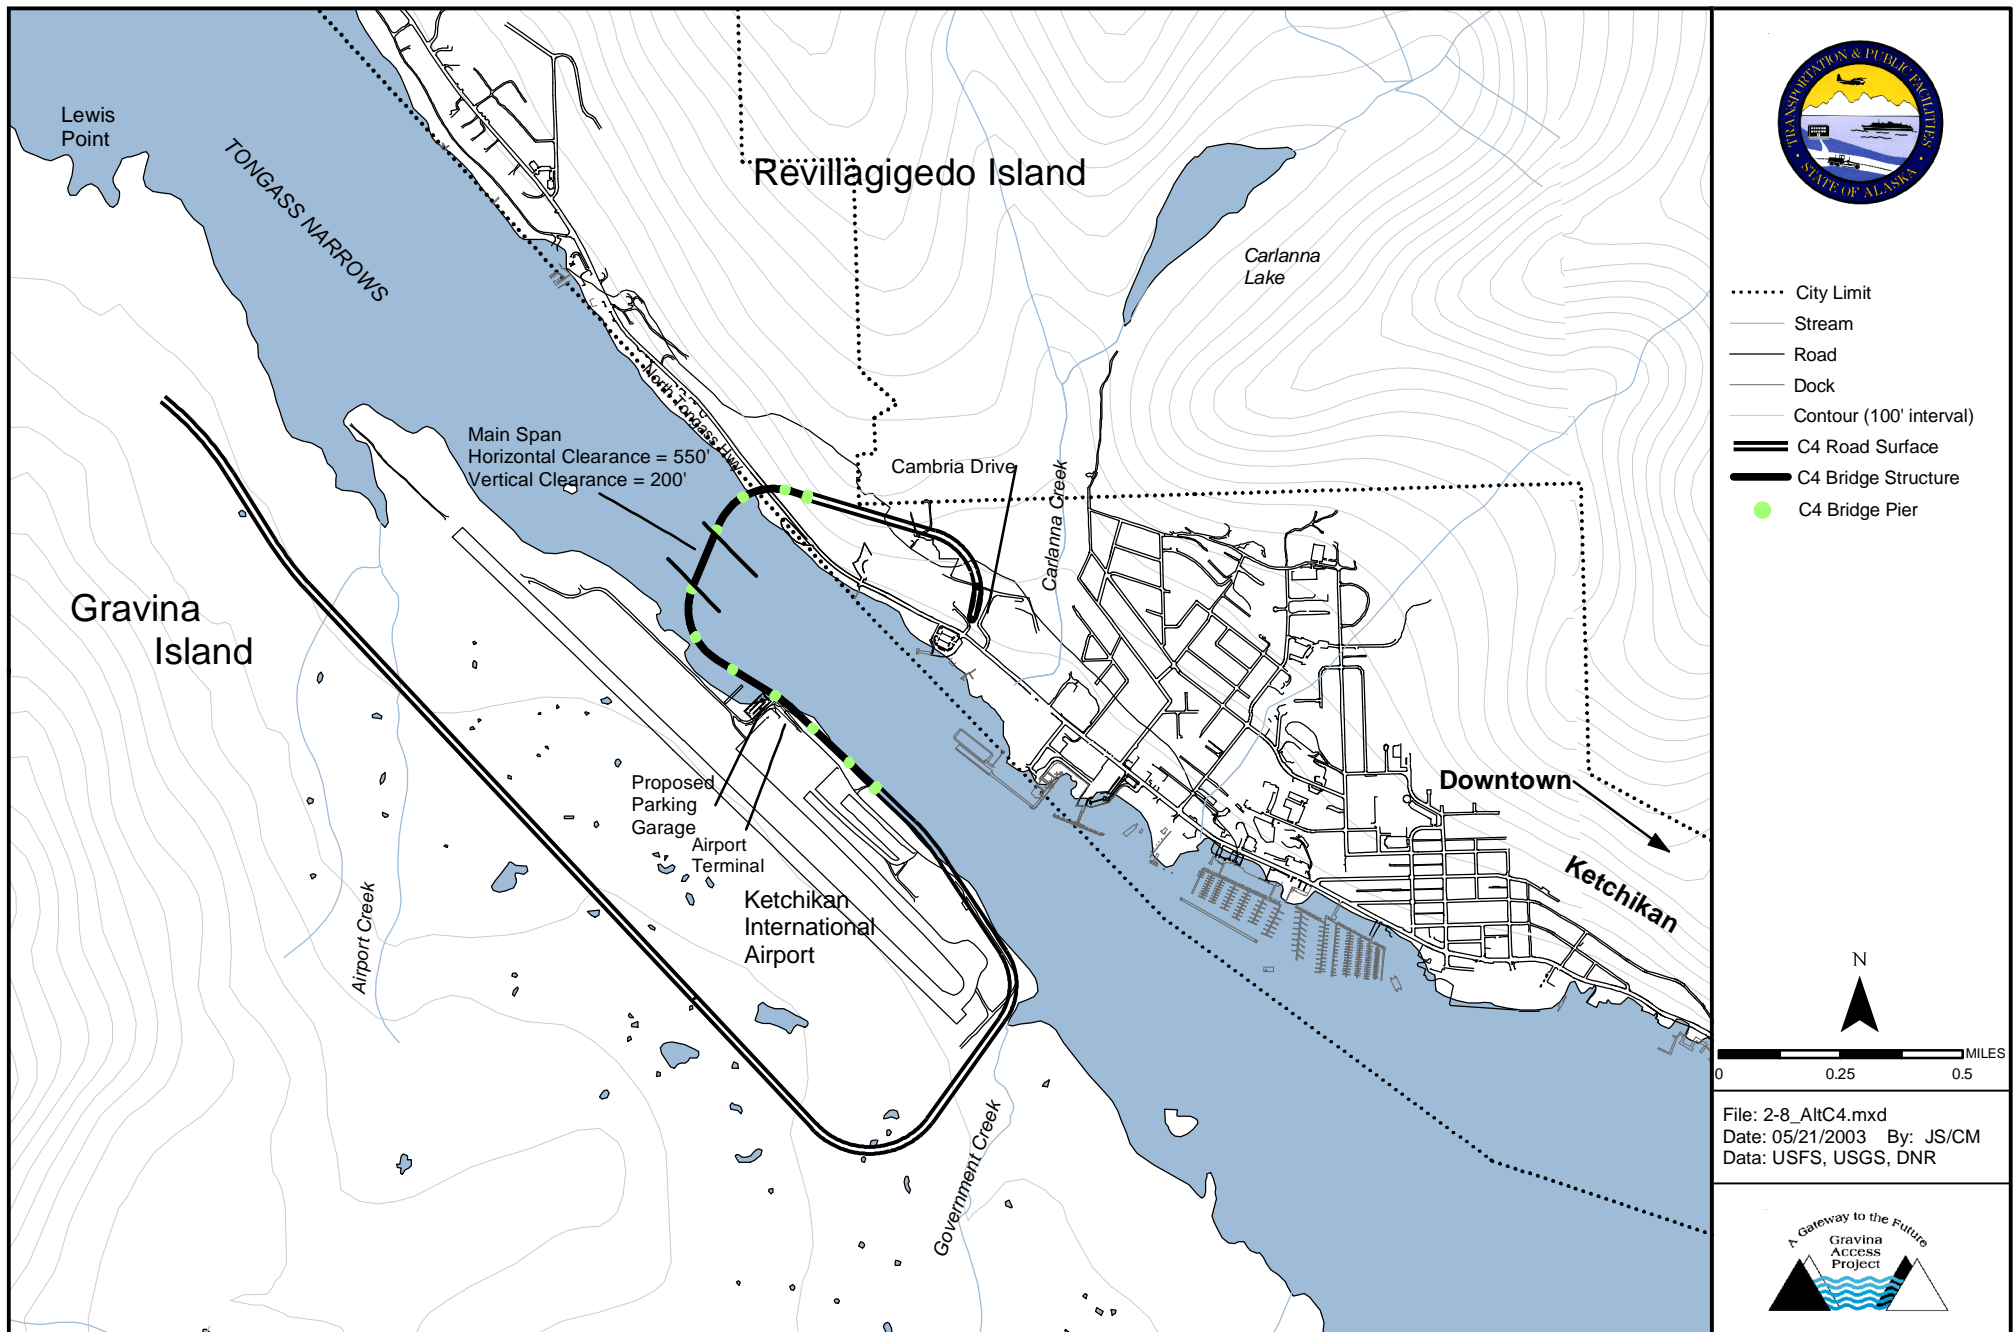 Lewis
Point
TONGASS NARROWS
Revillagigedo Island
Carlanna
Lake
North Tongass Hwy
Main Span
Horizontal Clearance = 550'
Vertical Clearance = 200'
Cambria Drive
Carlanna Creek
Gravina
Island
Proposed
Parking
Garage
Airport
Terminal
Ketchikan
International
Airport
Airport Creek
Government Creek
Downtown
Ketchikan
TRANSPORTATION & PUBLIC FACILITIES
STATE OF ALASKA
City Limit
Stream
Road
Dock
Contour (100' interval)
C4 Road Surface
C4 Bridge Structure
C4 Bridge Pier
N
MILES
0 0.25 0.5
File: 2-8_AltC4.mxd
Date: 05/21/2003 By: JS/CM
Data: USFS, USGS, DNR
A Gateway to the Future
Gravina
Access
Project